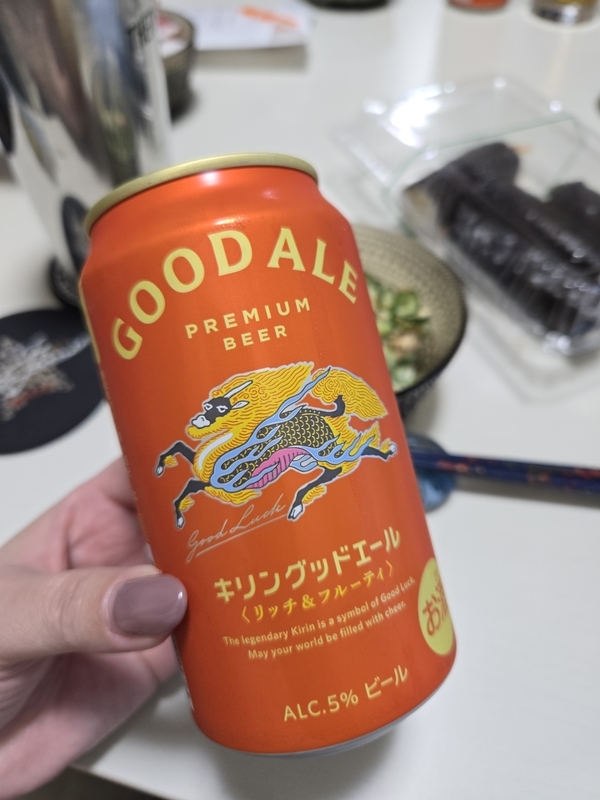 GOOD ALE
PREMIUM
BEER
Good Luck
キリングッドエール
〈リッチ&フルーティ〉
The legendary Kirin is a symbol of Good Luck.
May your world be filled with cheer.
お酒
ALC.5% ビール